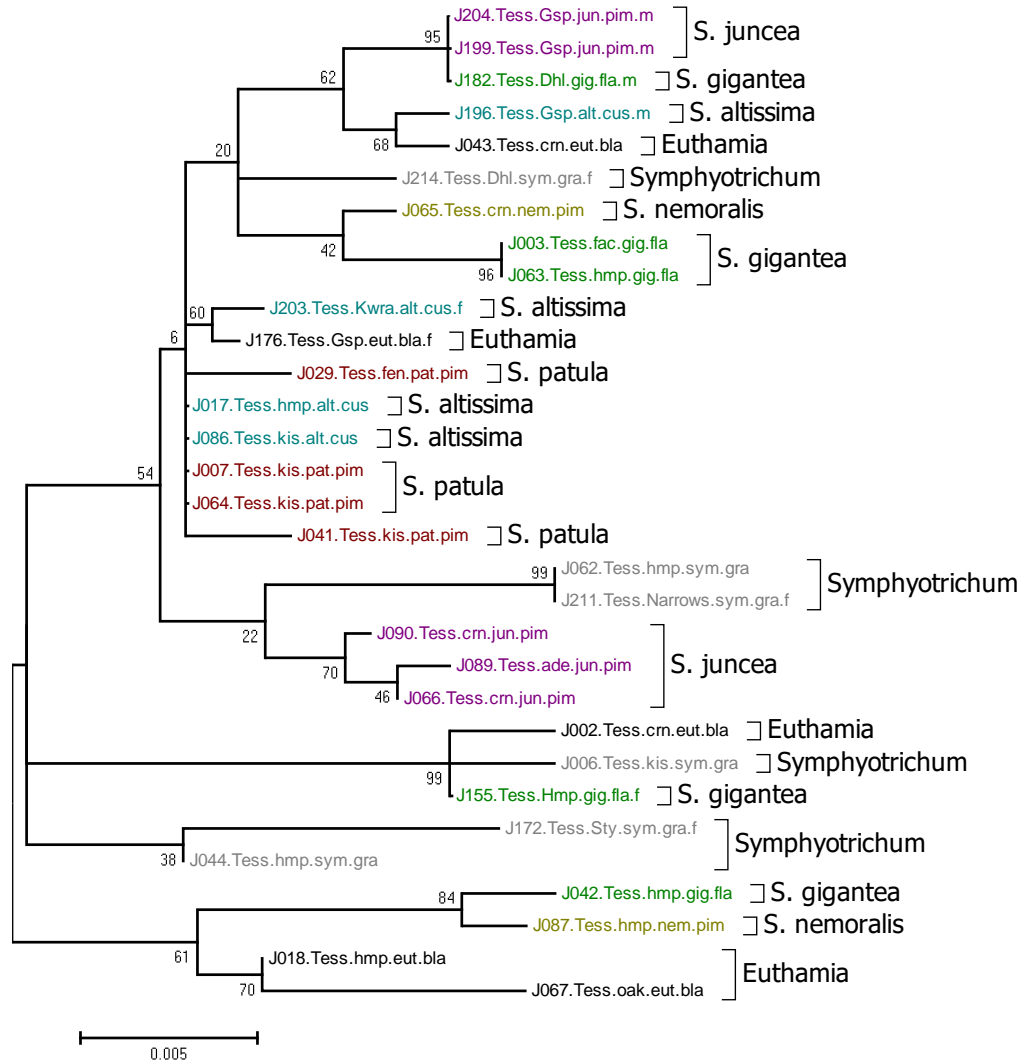 J204.Tess.Gsp.jun.pim.m
S. juncea
95
J199.Tess.Gsp.jun.pim.m
62
J182.Tess.Dhl.gig.fla.m
S. gigantea
J196.Tess.Gsp.alt.cus.m
S. altissima
68
J043.Tess.crn.eut.bla
Euthamia
20
J214.Tess.Dhl.sym.gra.f
Symphyotrichum
J065.Tess.crn.nem.pim
S. nemoralis
42
J003.Tess.fac.gig.fla
S. gigantea
96
J063.Tess.hmp.gig.fla
J203.Tess.Kwra.alt.cus.f
S. altissima
60
6
J176.Tess.Gsp.eut.bla.f
Euthamia
J029.Tess.fen.pat.pim
S. patula
J017.Tess.hmp.alt.cus
S. altissima
J086.Tess.kis.alt.cus
S. altissima
54
J007.Tess.kis.pat.pim
S. patula
J064.Tess.kis.pat.pim
J041.Tess.kis.pat.pim
S. patula
99
J062.Tess.hmp.sym.gra
Symphyotrichum
J211.Tess.Narrows.sym.gra.f
22
J090.Tess.crn.jun.pim
70
J089.Tess.ade.jun.pim
S. juncea
46
J066.Tess.crn.jun.pim
J002.Tess.crn.eut.bla
Euthamia
99
J006.Tess.kis.sym.gra
Symphyotrichum
J155.Tess.Hmp.gig.fla.f
S. gigantea
J172.Tess.Sty.sym.gra.f
Symphyotrichum
38
J044.Tess.hmp.sym.gra
84
J042.Tess.hmp.gig.fla
S. gigantea
J087.Tess.hmp.nem.pim
S. nemoralis
61
J018.Tess.hmp.eut.bla
Euthamia
70
J067.Tess.oak.eut.bla
0.005